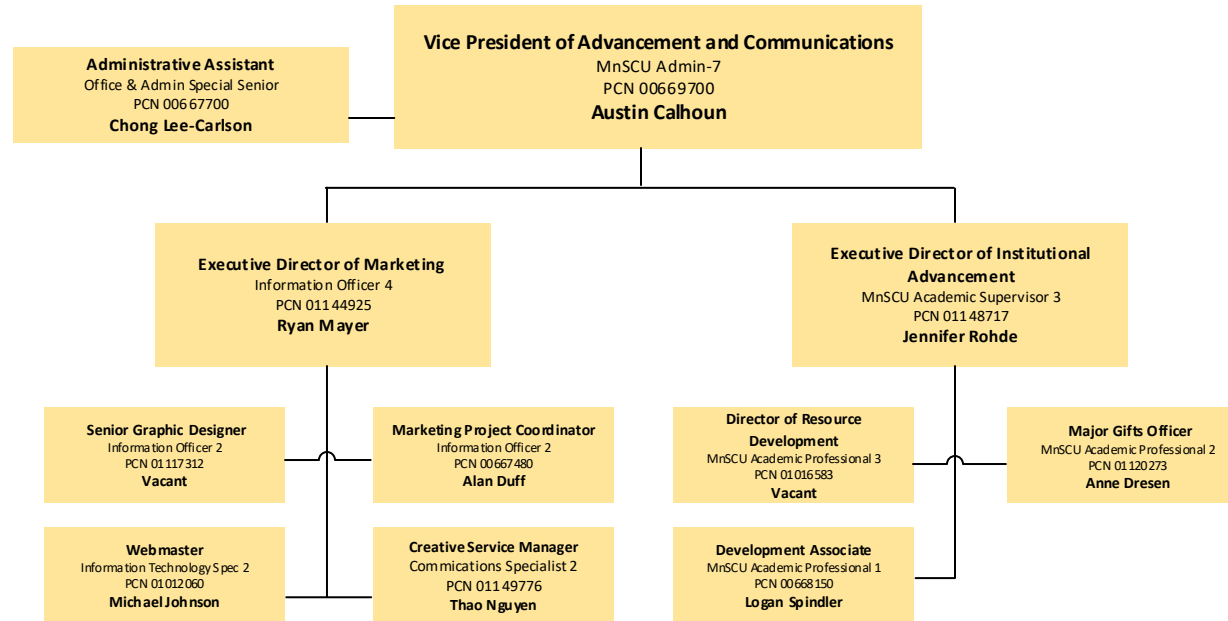 Vice President of Advancement and Communications
MnSCU Admin-7
PCN 00669700
Austin Calhoun
Administrative Assistant
Office & Admin Special Senior
PCN 00667700
Chong Lee-Carlson
Executive Director of Marketing
Information Officer 4
PCN 01144925
Ryan Mayer
Executive Director of Institutional
Advancement
MnSCU Academic Supervisor 3
PCN 01148717
Jennifer Rohde
Senior Graphic Designer
Information Officer 2
PCN 01117312
Vacant
Marketing Project Coordinator
Information Officer 2
PCN 00667480
Alan Duff
Director of Resource
Development
MnSCU Academic Professional 3
PCN 01016583
Vacant
Major Gifts Officer
MnSCU Academic Professional 2
PCN 01120273
Anne Dresen
Webmaster
Information Technology Spec 2
PCN 01012060
Michael Johnson
Creative Service Manager
Commications Specialist 2
PCN 01149776
Thao Nguyen
Development Associate
MnSCU Academic Professional 1
PCN 00668150
Logan Spindler